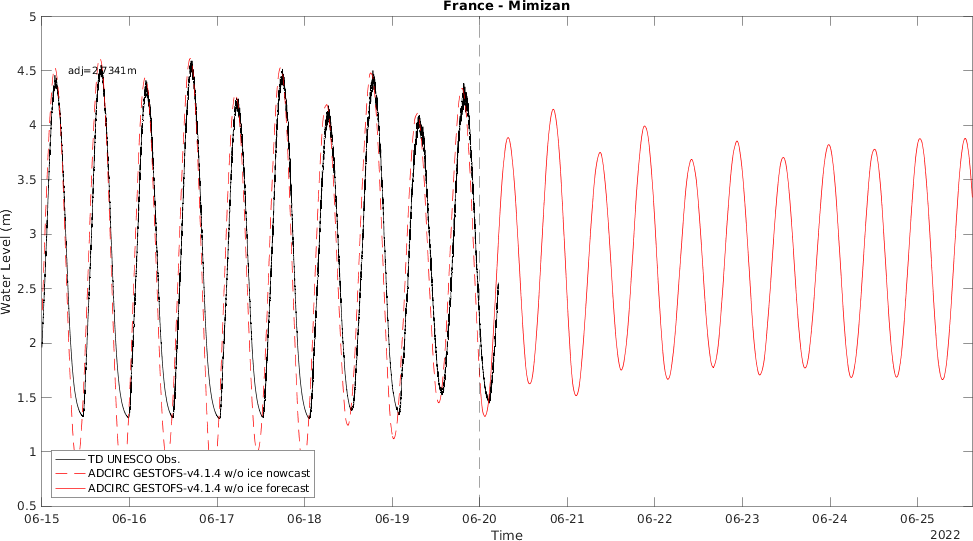 France - Mimizan
Water Level (m)
5
4.5
4
3.5
3
2.5
2
1.5
1
0.5
adj=2.7341m
TD UNESCO Obs.
ADCIRC GESTOFS-v4.1.4 w/o ice nowcast
ADCIRC GESTOFS-v4.1.4 w/o ice forecast
06-15 06-16 06-17 06-18 06-19 06-20 06-21 06-22 06-23 06-24 06-25
Time
2022